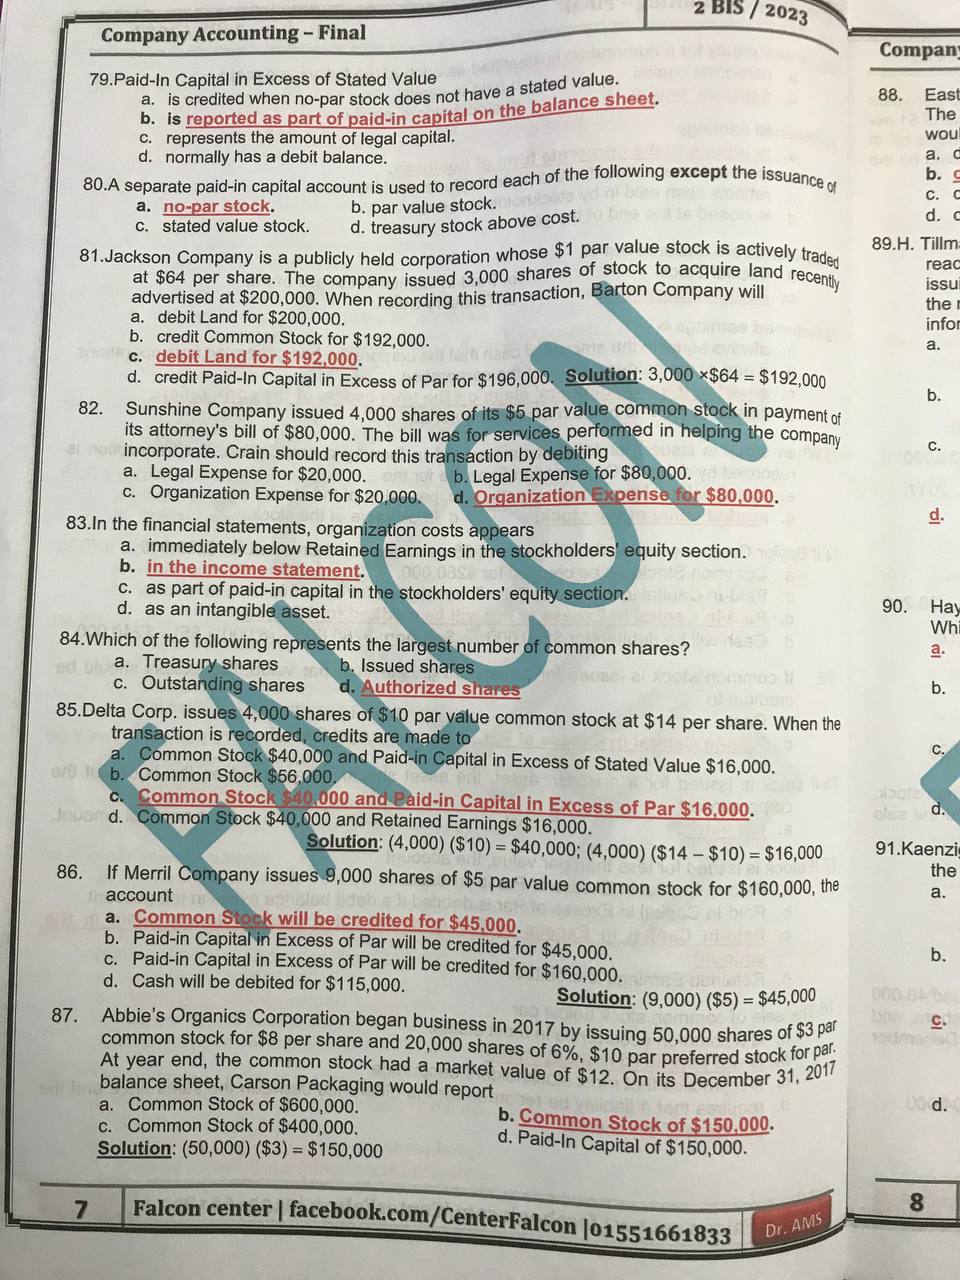 Company Accounting – Final
2 BIS / 2023
79.Paid-In Capital in Excess of Stated Value
a. is credited when no-par stock does not have a stated value.
b. is reported as part of paid-in capital on the balance sheet.
c. represents the amount of legal capital.
d. normally has a debit balance.
80.A separate paid-in capital account is used to record each of the following except the issuance of
a. no-par stock. b. par value stock.
c. stated value stock. d. treasury stock above cost.
81.Jackson Company is a publicly held corporation whose $1 par value stock is actively traded
at $64 per share. The company issued 3,000 shares of stock to acquire land recently
advertised at $200,000. When recording this transaction, Barton Company will
a. debit Land for $200,000.
b. credit Common Stock for $192,000.
c. debit Land for $192,000.
d. credit Paid-In Capital in Excess of Par for $196,000. Solution: 3,000 ×$64 = $192,000
82. Sunshine Company issued 4,000 shares of its $5 par value common stock in payment of
its attorney's bill of $80,000. The bill was for services performed in helping the company
incorporate. Crain should record this transaction by debiting
a. Legal Expense for $20,000. b. Legal Expense for $80,000.
c. Organization Expense for $20,000. d. Organization Expense for $80,000.
83.In the financial statements, organization costs appears
a. immediately below Retained Earnings in the stockholders' equity section.
b. in the income statement.
c. as part of paid-in capital in the stockholders' equity section.
d. as an intangible asset.
84.Which of the following represents the largest number of common shares?
a. Treasury shares b. Issued shares
c. Outstanding shares d. Authorized shares
85.Delta Corp. issues 4,000 shares of $10 par value common stock at $14 per share. When the
transaction is recorded, credits are made to
a. Common Stock $40,000 and Paid-in Capital in Excess of Stated Value $16,000.
b. Common Stock $56,000.
c. Common Stock $40,000 and Paid-in Capital in Excess of Par $16,000.
d. Common Stock $40,000 and Retained Earnings $16,000.
Solution: (4,000) ($10) = $40,000; (4,000) ($14 – $10) = $16,000
86. If Merril Company issues 9,000 shares of $5 par value common stock for $160,000, the
account
a. Common Stock will be credited for $45,000.
b. Paid-in Capital in Excess of Par will be credited for $45,000.
c. Paid-in Capital in Excess of Par will be credited for $160,000.
d. Cash will be debited for $115,000.
Solution: (9,000) ($5) = $45,000
87. Abbie's Organics Corporation began business in 2017 by issuing 50,000 shares of $3 par
common stock for $8 per share and 20,000 shares of 6%, $10 par preferred stock for par.
At year end, the common stock had a market value of $12. On its December 31, 2017
balance sheet, Carson Packaging would report
a. Common Stock of $600,000. b. Common Stock of $150,000.
c. Common Stock of $400,000. d. Paid-In Capital of $150,000.
Solution: (50,000) ($3) = $150,000
FALCON
7 Falcon center | facebook.com/CenterFalcon |01551661833 Dr. AMS
Company
88. East
The
a.
b.
c.
d.
89.H. Tillm
reac
issui
the
infor
a.
b.
c.
d.
90. Hay
Whi
a.
b.
c.
d.
91.Kaenzi
the
a.
b.
c.
d.
8